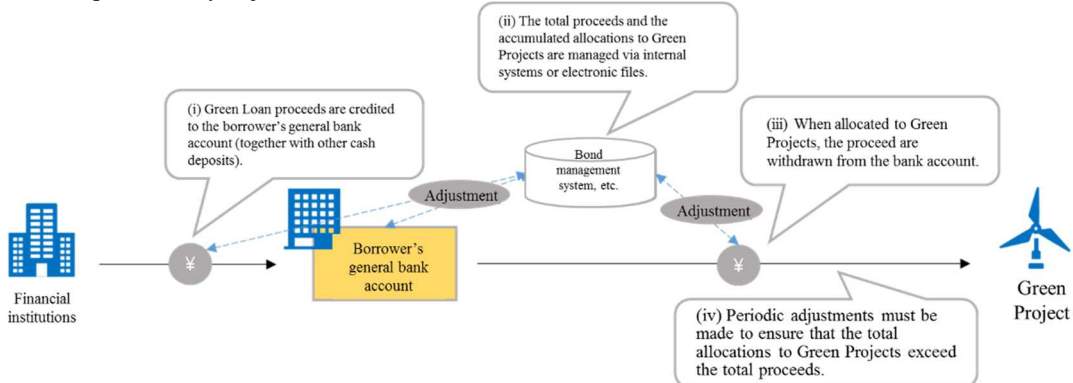 (ii) The total proceeds and the
accumulated allocations to Green
Projects are managed via internal
systems or electronic files.
(i) Green Loan proceeds are credited
to the borrower's general bank
account (together with other cash
deposits).
(iii) When allocated to Green
Projects, the proceed are
withdrawn from the bank account.
Bond
management
system, etc.
Adjustment
Adjustment
Borrower's
general bank
account
¥
¥
Financial
institutions
Green
Project
(iv) Periodic adjustments must be
made to ensure that the total
allocations to Green Projects exceed
the total proceeds.